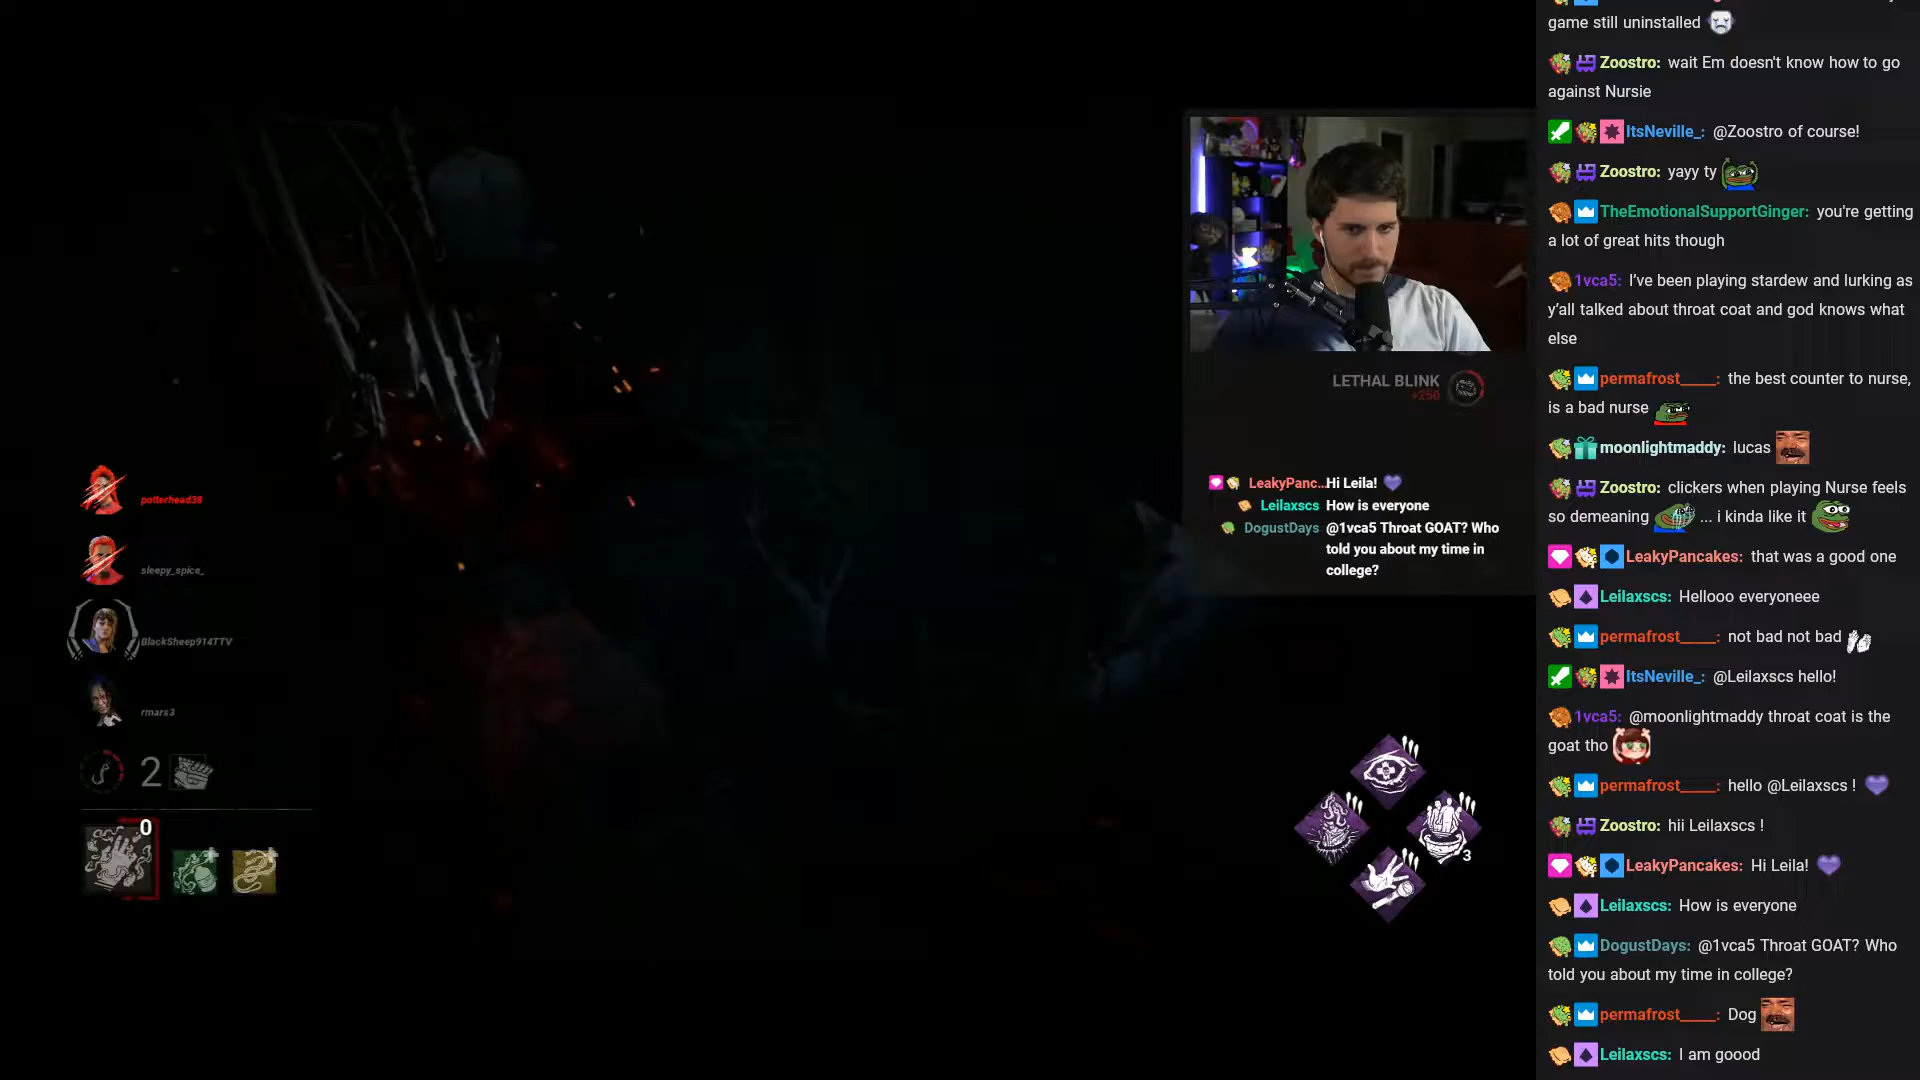 potterhead38
sleepy_spice_
BlackSheep914TTV
rmars3
2
0
LETHAL BLINK
+250
LeakyPanc... Hi Leila!
Leilaxscs How is everyone
DogustDays @1vca5 Throat GOAT? Who
told you about my time in
college?
3
game still uninstalled
Zoostro: wait Em doesn't know how to go
against Nursie
ItsNeville_: @Zoostro of course!
Zoostro: yayy ty
TheEmotionalSupportGinger: you're getting
a lot of great hits though
1vca5: I've been playing stardew and lurking as
y'all talked about throat coat and god knows what
else
permafrost_____: the best counter to nurse,
is a bad nurse
moonlightmaddy: lucas
Zoostro: clickers when playing Nurse feels
so demeaning ... i kinda like it
LeakyPancakes: that was a good one
Leilaxscs: Hellooo everyoneee
permafrost_____: not bad not bad
ItsNeville_: @Leilaxscs hello!
1vca5: @moonlightmaddy throat coat is the
goat tho
permafrost_____: hello @Leilaxscs !
Zoostro: hii Leilaxscs !
LeakyPancakes: Hi Leila!
Leilaxscs: How is everyone
DogustDays: @1vca5 Throat GOAT? Who
told you about my time in college?
permafrost_____: Dog
Leilaxscs: I am goood